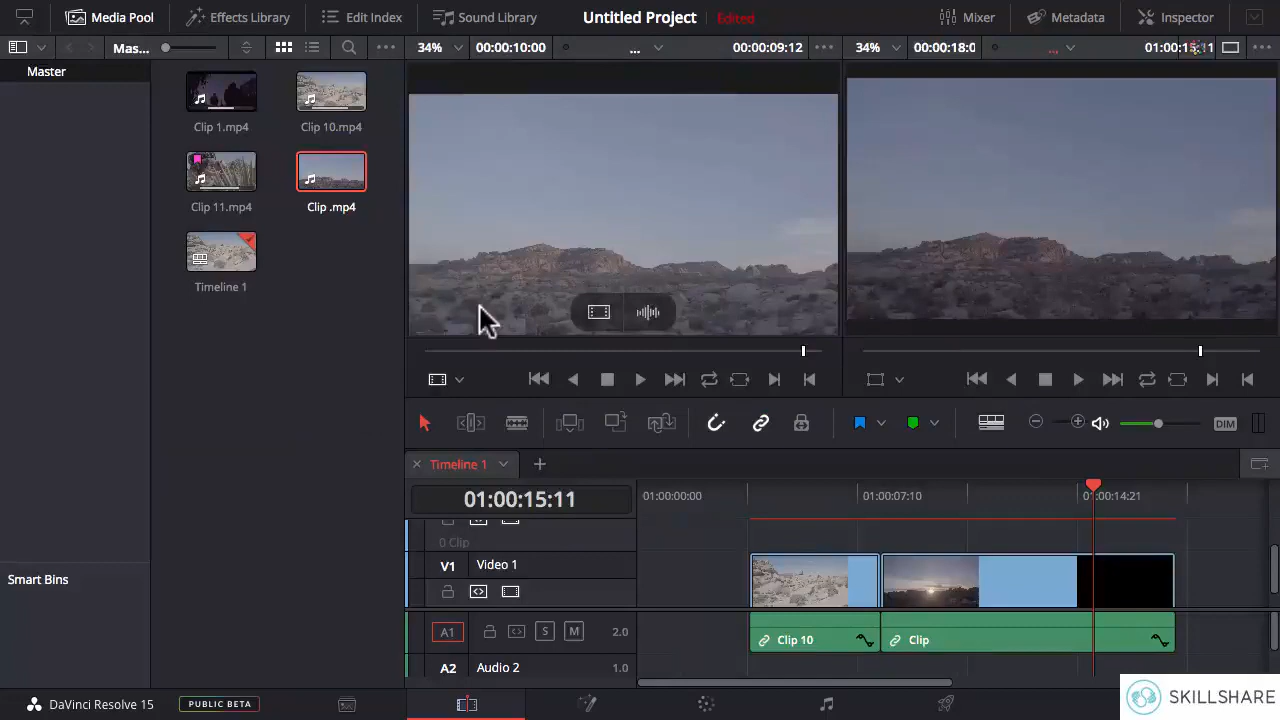 Media Pool
Effects Library
Edit Index
Sound Library
Untitled Project
Edited
Mixer
Metadata
Inspector
Mas...
34%
00:00:10:00
...
00:00:09:12
34%
00:00:18:0
...
Master
Clip 1.mp4
Clip 10.mp4
Clip 11.mp4
Clip .mp4
Timeline 1
DIM
Timeline 1
01:00:15:11
01:00:00:00
01:00:07:10
01:00:14:21
0 Clip
V1
Video 1
Smart Bins
A1
S
M
2.0
Clip 10
Clip
A2
Audio 2
1.0
DaVinci Resolve 15
PUBLIC BETA
SKILLSHARE